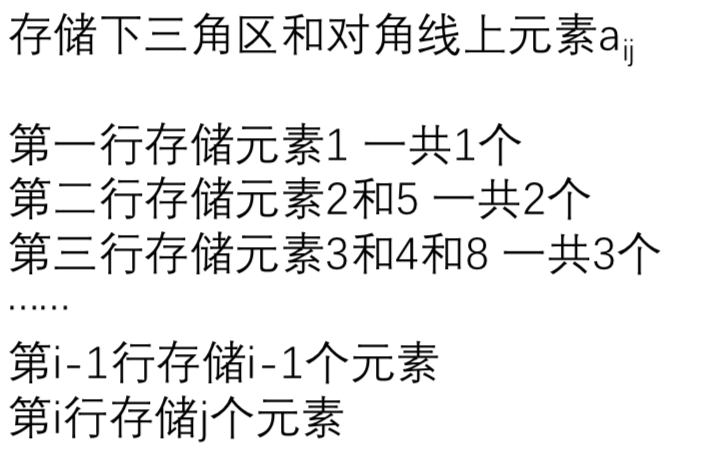 存储下三角区和对角线上元素aij
第一行存储元素1 一共1个
第二行存储元素2和5 一共2个
第三行存储元素3和4和8 一共3个
……
第i-1行存储i-1个元素
第i行存储j个元素